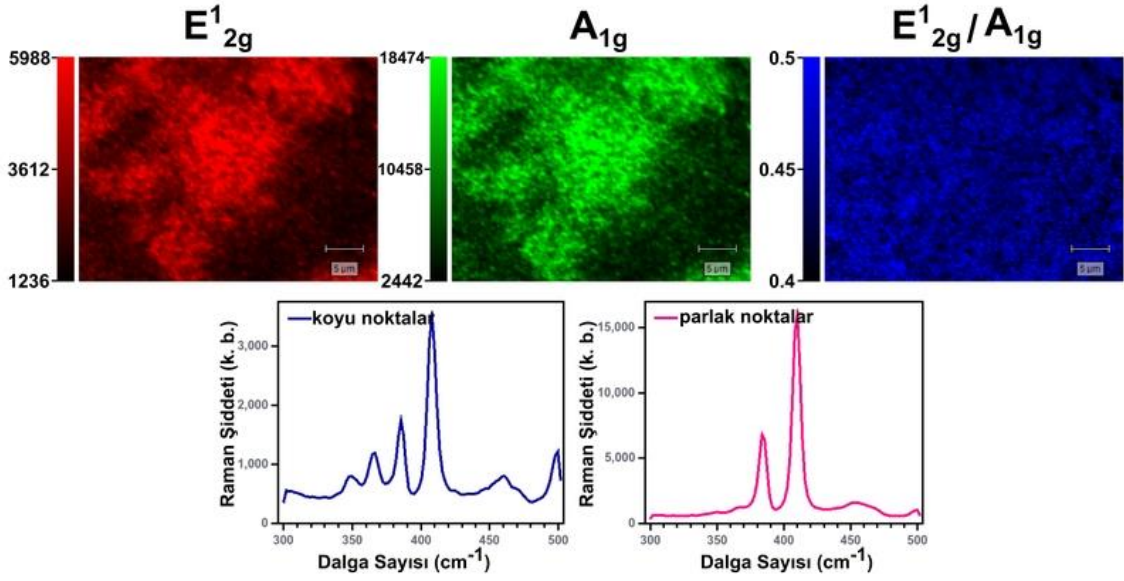 E¹₂g
A₁g
E¹₂g / A₁g
5988
3612
1236
5 µm
18474
10458
2442
5 µm
0.5
0.45
0.4
5 µm
koyu noktalar
Raman Şiddeti (k. b.)
3,000
2,000
1,000
0
300
350
400
450
500
Dalga Sayısı (cm⁻¹)
parlak noktalar
Raman Şiddeti (k. b.)
15,000
10,000
5,000
0
300
350
400
450
500
Dalga Sayısı (cm⁻¹)